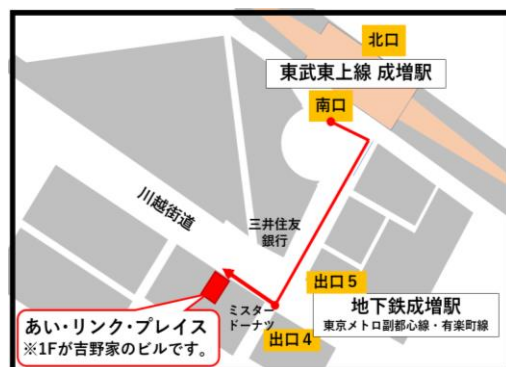 北口
東武東上線 成増駅
南口
川越街道
三井住友
銀行
出口5
地下鉄成増駅
東京メトロ副都心線・有楽町線
ミスター
ドーナツ
出口4
あい・リンク・プレイス
※1Fが吉野家のビルです。